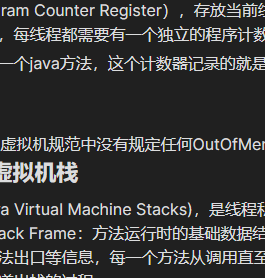 ram Counter Register），存放当前线
，每线程都需要有一个独立的程序计数
一个java方法，这个计数器记录的就是
虚拟机规范中没有规定任何OutOfMem
虚拟机栈
a Virtual Machine Stacks)，是线程私
ack Frame：方法运行时的基础数据结
法出口等信息，每一个方法从调用直至